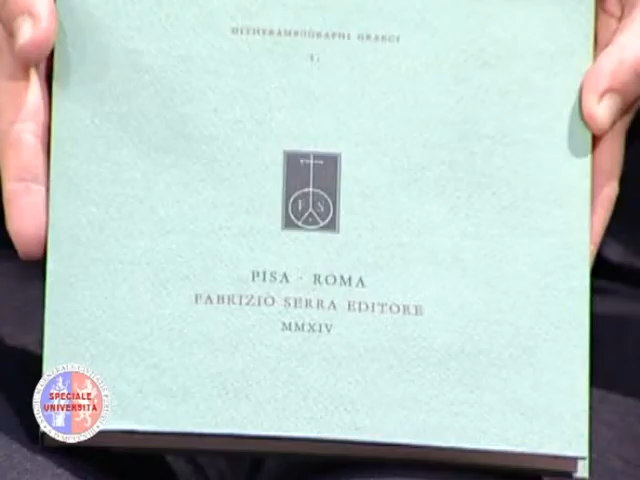 DITHYRAMBOGRAPHI GRAECI
1.
F S
PISA · ROMA
FABRIZIO SERRA EDITORE
MMXIV
SPECIALE
UNIVERSITÀ